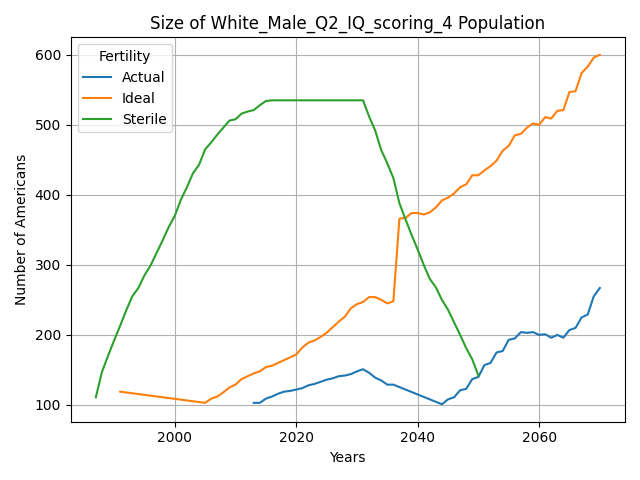 Size of White_Male_Q2_IQ_scoring_4 Population
Fertility
Actual
Ideal
Sterile
Number of Americans
600
500
400
300
200
100
2000
2020
2040
2060
Years